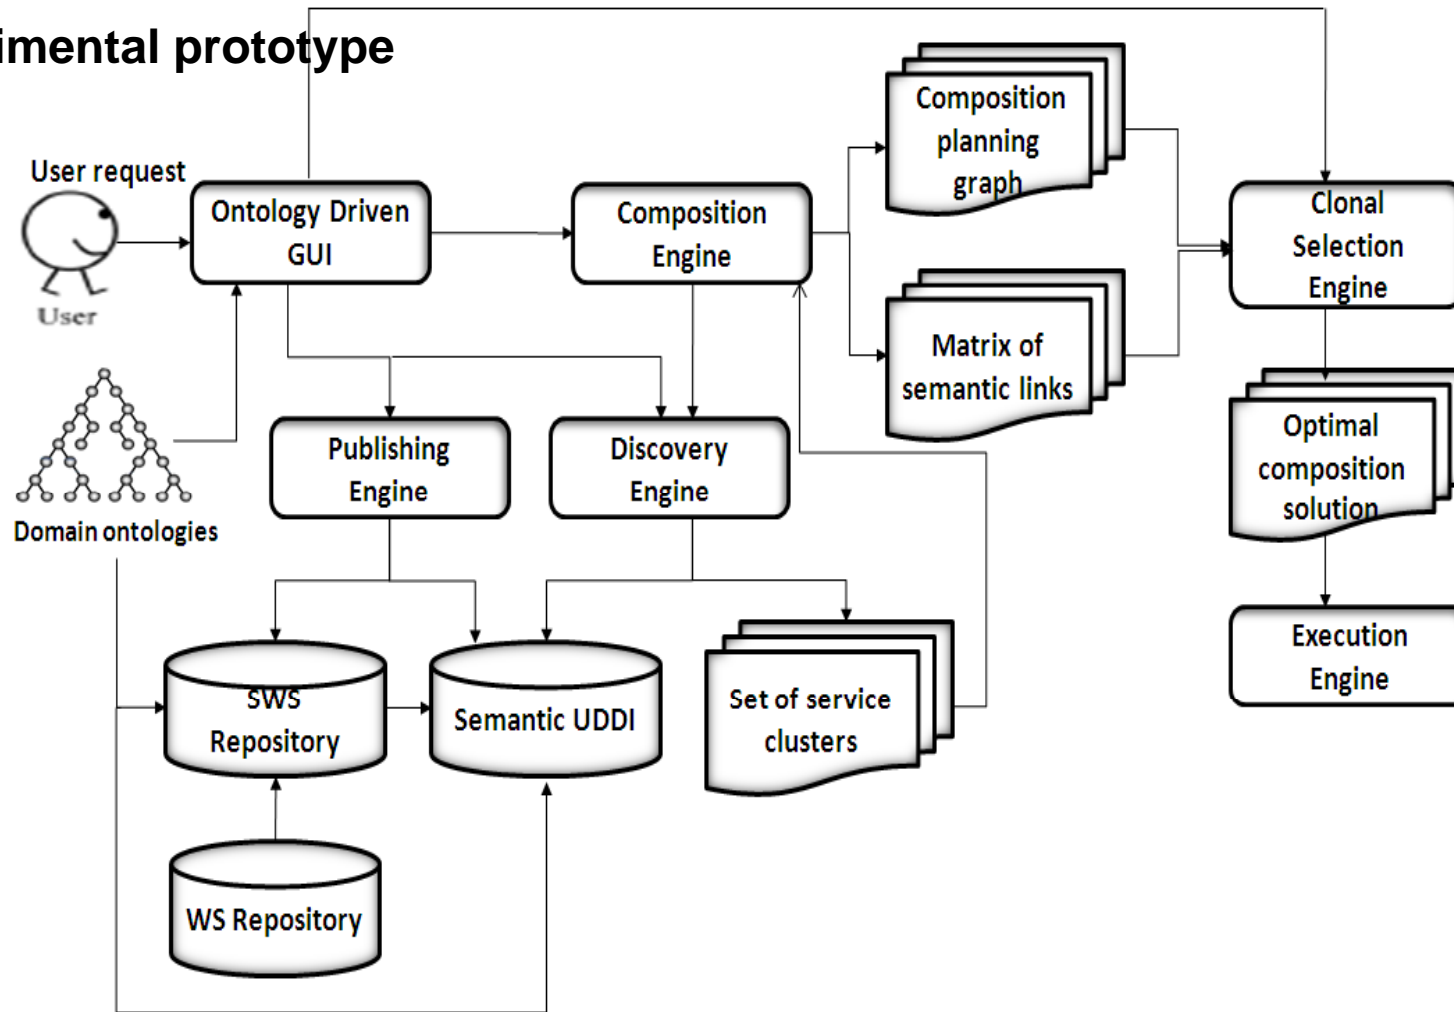 imental prototype
User request
User
Ontology Driven
GUI
Composition
Engine
Composition
planning
graph
Clonal
Selection
Engine
Matrix of
semantic links
Domain ontologies
Publishing
Engine
Discovery
Engine
Optimal
composition
solution
Execution
Engine
SWS
Repository
Semantic UDDI
Set of service
clusters
WS Repository